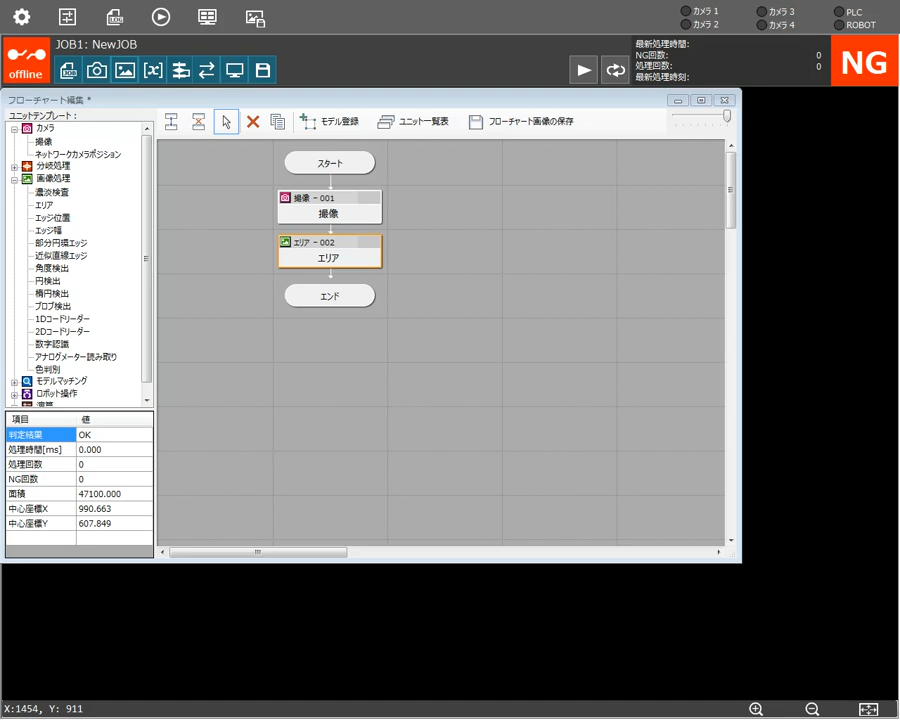 カメラ 1
カメラ 3
PLC
カメラ 2
カメラ 4
ROBOT
offline
JOB1: NewJOB
最新処理時間:
NG回数: 0
処理回数: 0
最新処理時刻:
NG
フローチャート編集 *
ユニットテンプレート:
モデル登録
ユニット一覧表
フローチャート画像の保存
カメラ
撮像
ネットワークカメラポジション
分岐処理
画像処理
濃淡検査
エリア
エッジ位置
エッジ幅
部分円環エッジ
近似直線エッジ
角度検出
円検出
楕円検出
ブロブ検出
1Dコードリーダー
2Dコードリーダー
数字認識
アナログメーター読み取り
色判別
モデルマッチング
ロボット操作
スタート
撮像 - 001
撮像
エリア - 002
エリア
エンド
項目 値
判定結果 OK
処理時間[ms] 0.000
処理回数 0
NG回数 0
面積 47100.000
中心座標X 990.663
中心座標Y 607.849
X:1454, Y: 911